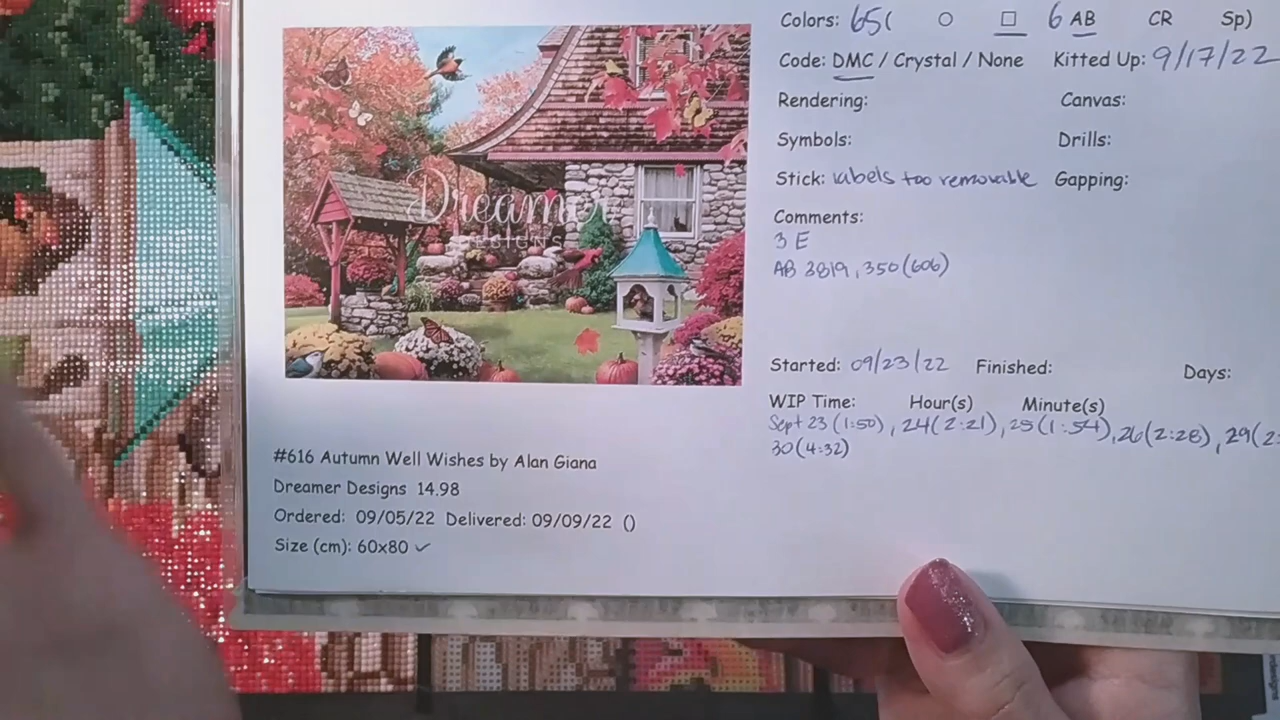 Colors: 65( ○ □ 6 AB CR Sp)
Code: DMC / Crystal / None Kitted Up: 9/17/22
Rendering: Canvas:
Symbols: Drills:
Stick: labels too removable Gapping:
Comments:
3 E
AB 3819, 350(606)
Started: 09/23/22 Finished: Days:
WIP Time: Hour(s) Minute(s)
Sept 23 (1:50), 24(2:21), 25(1:54), 26(2:28), 29(2:
30(4:32)
Dreamer
DESIGNS
#616 Autumn Well Wishes by Alan Giana
Dreamer Designs 14.98
Ordered: 09/05/22 Delivered: 09/09/22 ()
Size (cm): 60x80 ✓